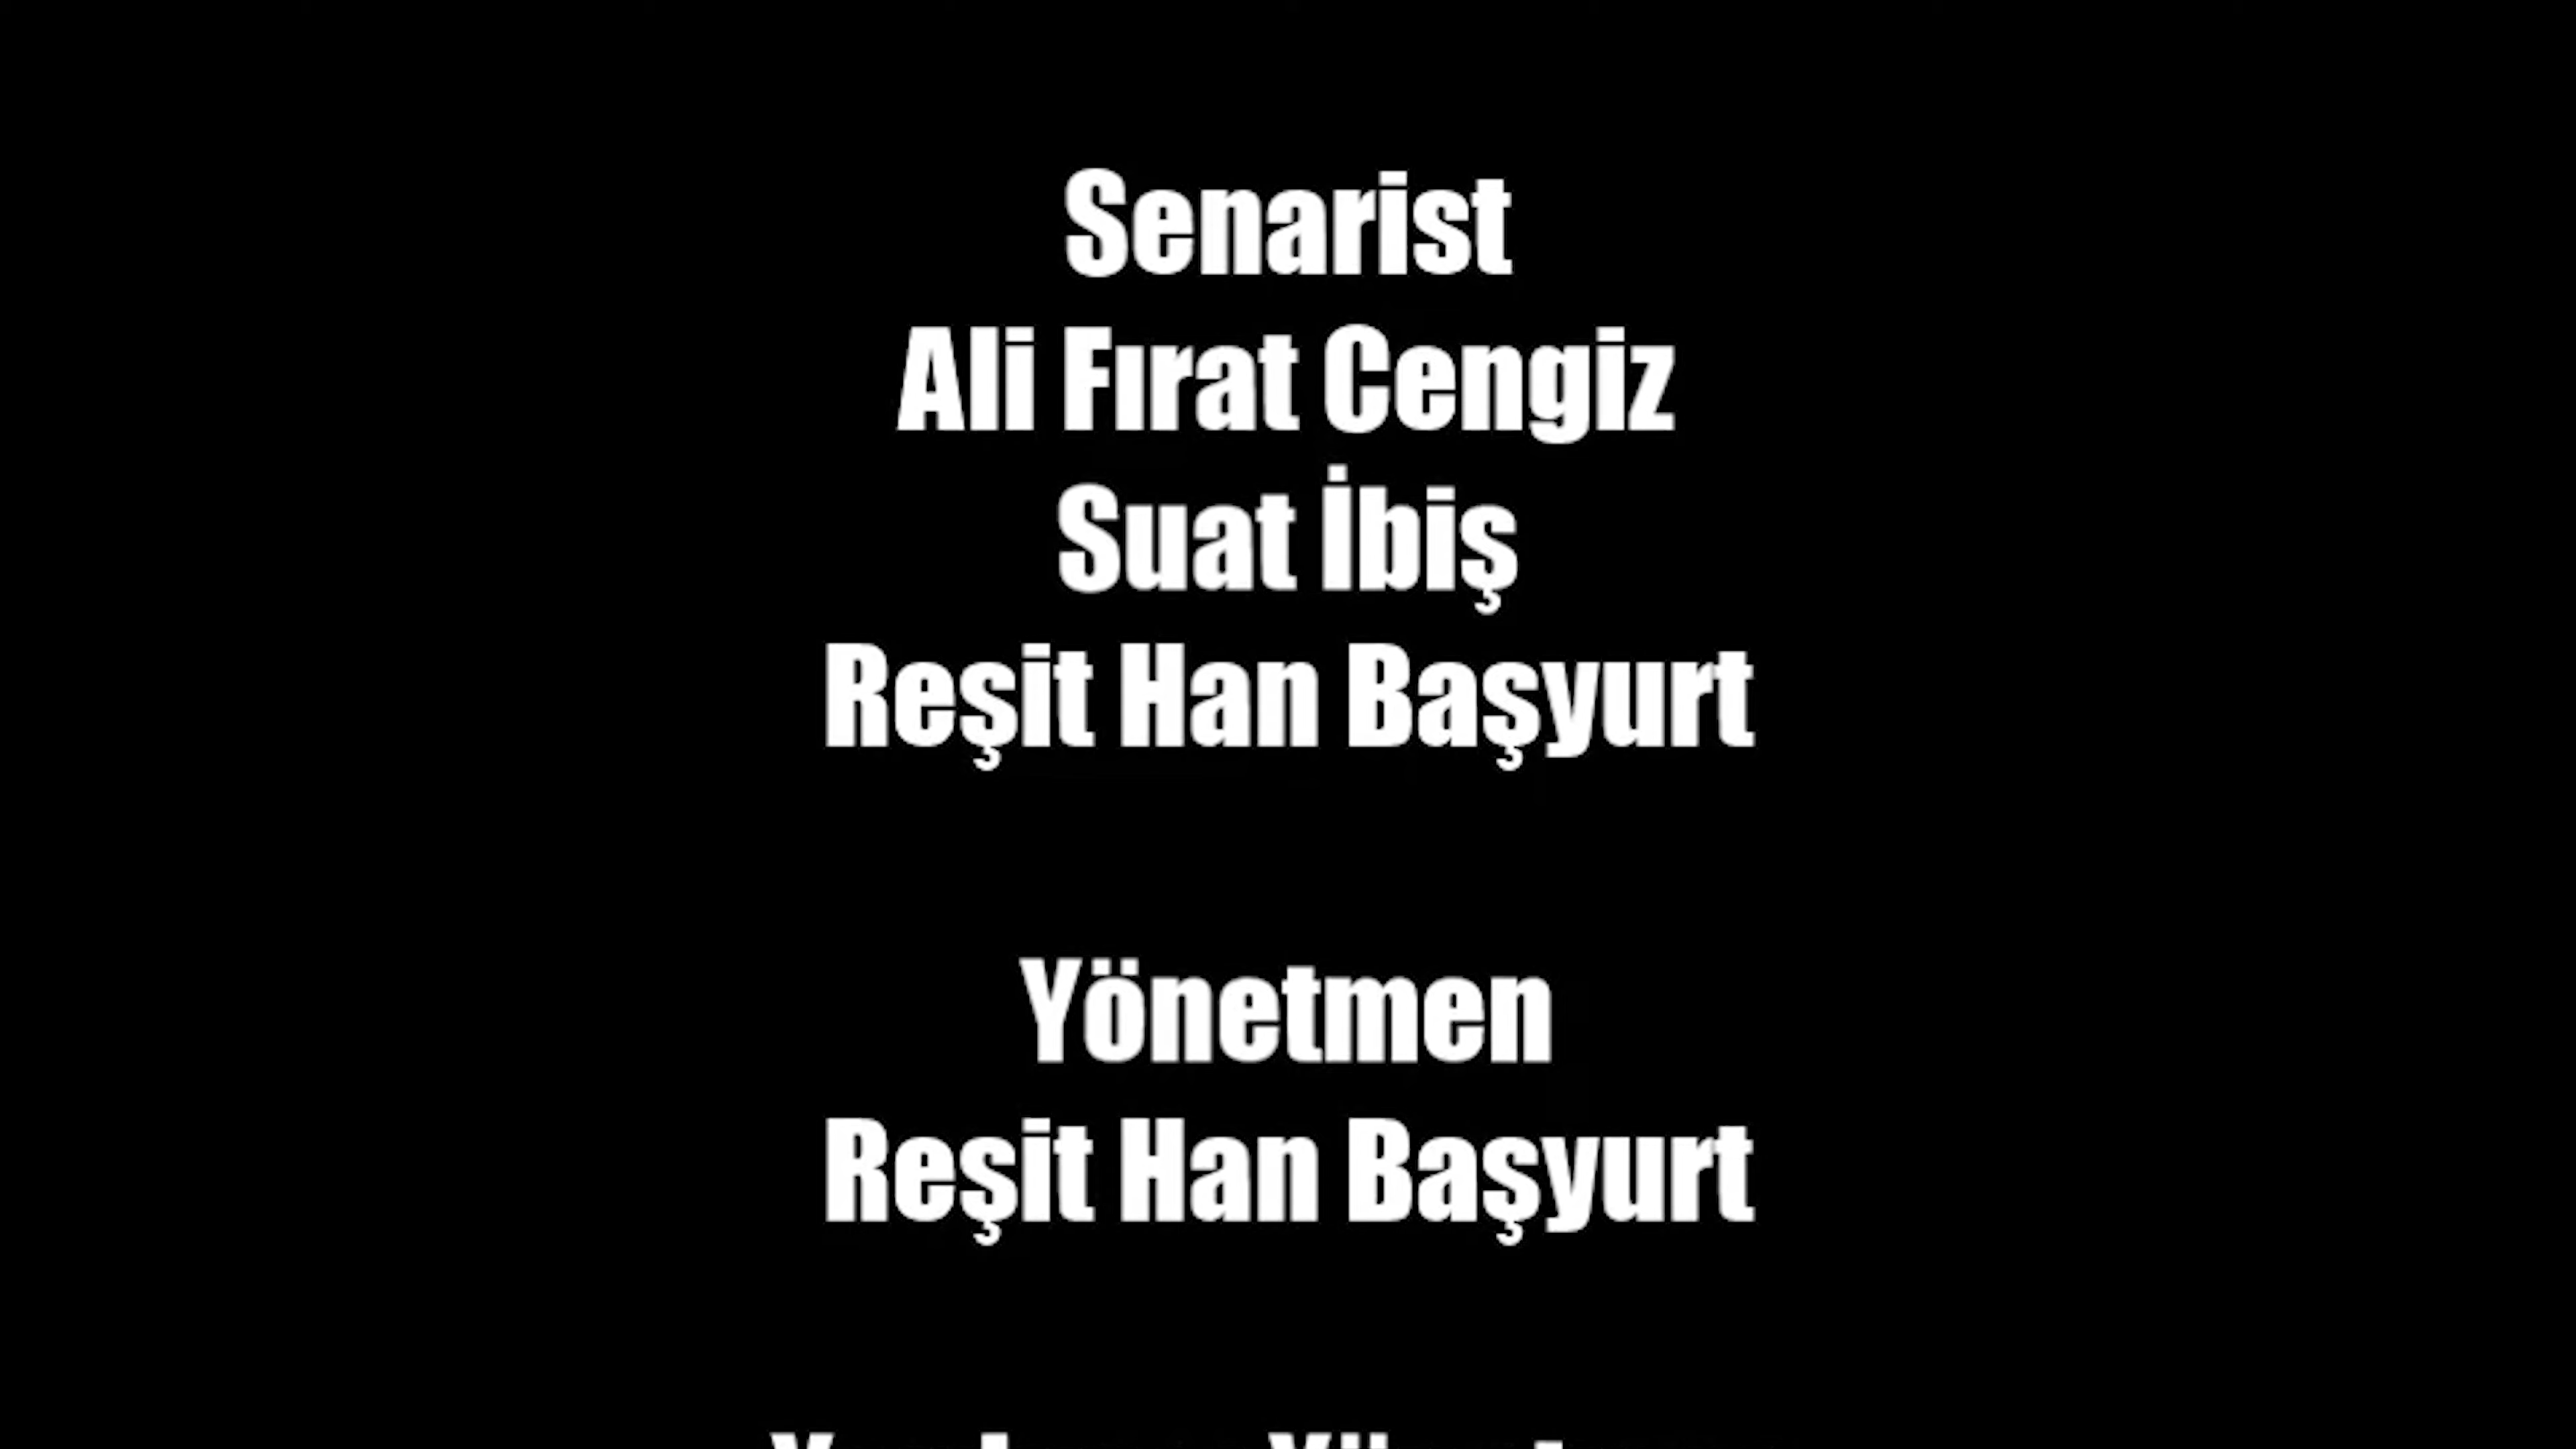 Senarist
Ali Fırat Cengiz
Suat İbiş
Reşit Han Başyurt
Yönetmen
Reşit Han Başyurt